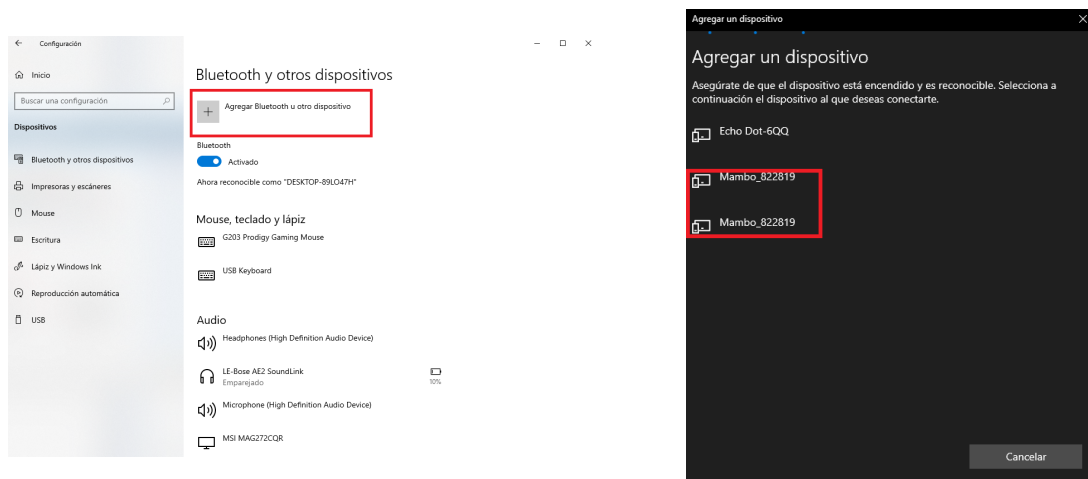 Configuración
Inicio
Buscar una configuración
Dispositivos
Bluetooth y otros dispositivos
Impresoras y escáneres
Mouse
Escritura
Lápiz y Windows Ink
Reproducción automática
USB
Bluetooth y otros dispositivos
Agregar Bluetooth u otro dispositivo
Bluetooth
Activado
Ahora reconocible como "DESKTOP-89LO47H"
Mouse, teclado y lápiz
G203 Prodigy Gaming Mouse
USB Keyboard
Audio
Headphones (High Definition Audio Device)
LE-Bose AE2 SoundLink
Emparejado
10%
Microphone (High Definition Audio Device)
MSI MAG272CQR
Agregar un dispositivo
Agregar un dispositivo
Asegúrate de que el dispositivo está encendido y es reconocible. Selecciona a
continuación el dispositivo al que deseas conectarte.
Echo Dot-6QQ
Mambo_822819
Mambo_822819
Cancelar